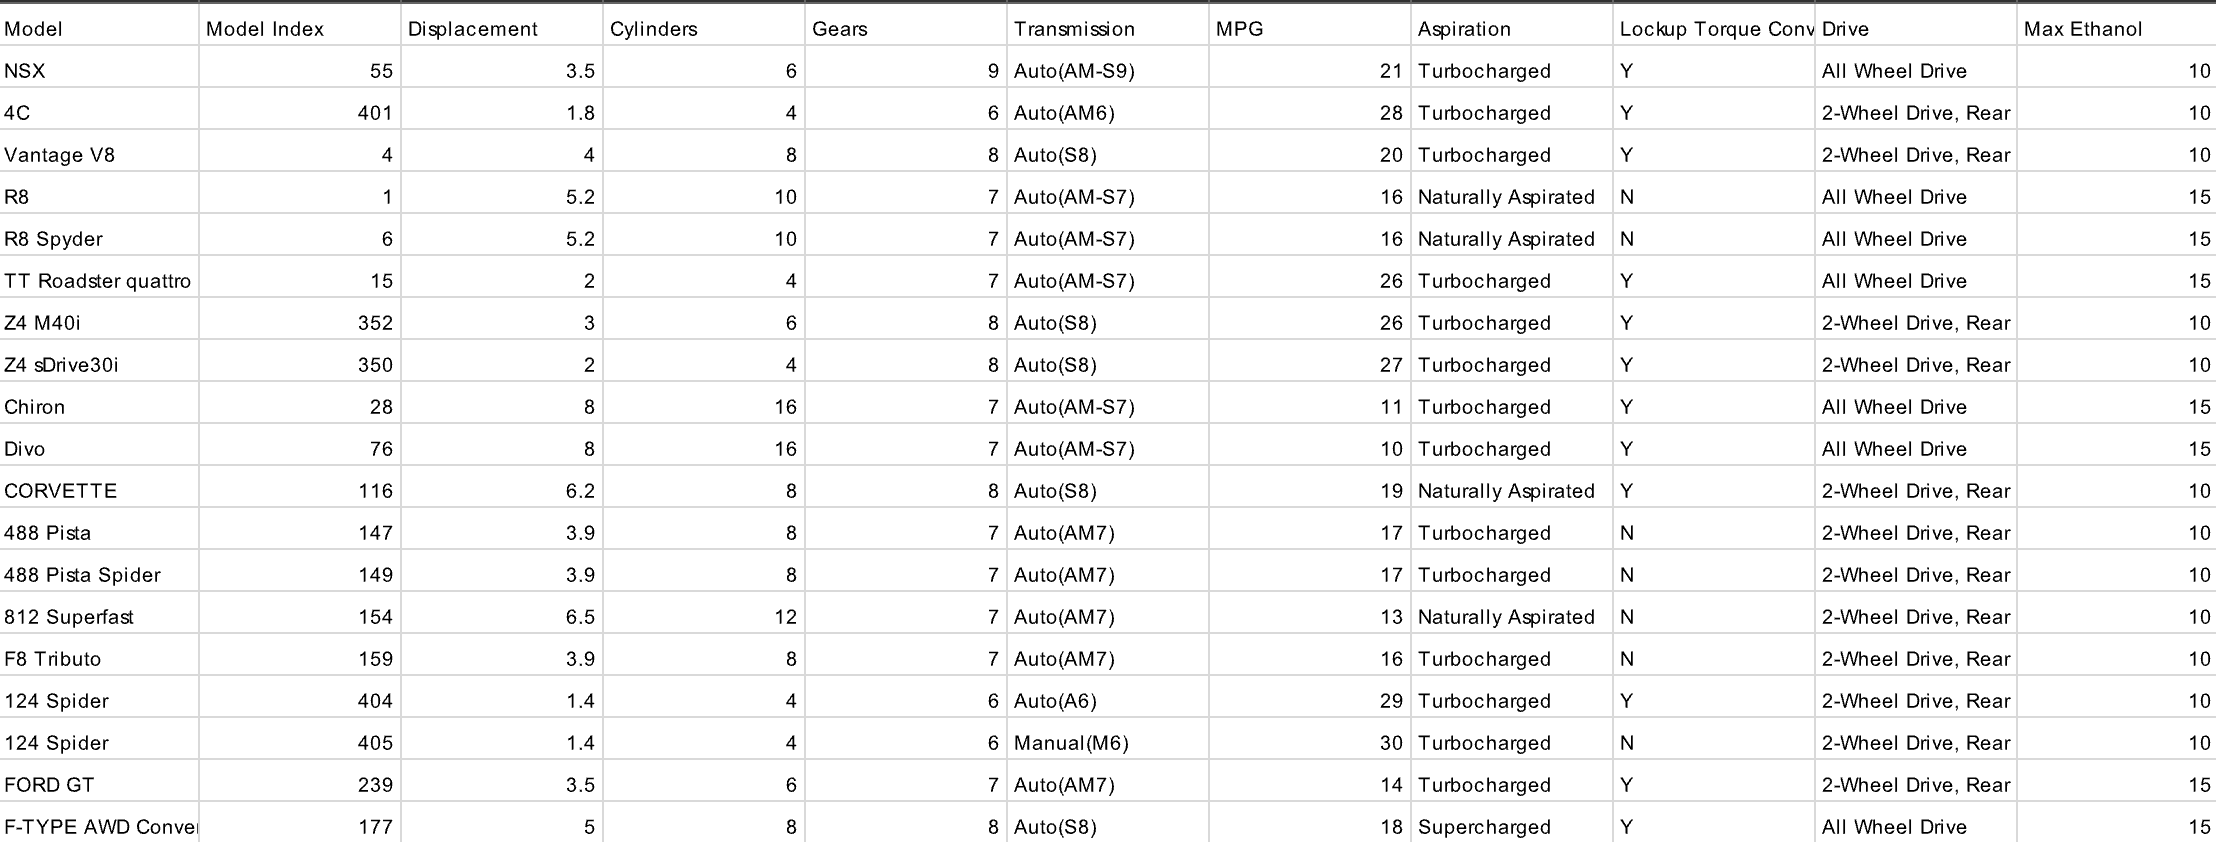 Model Model Index Displacement Cylinders Gears Transmission MPG Aspiration Lockup Torque Conv Drive Max Ethanol
NSX 55 3.5 6 9 Auto(AM-S9) 21 Turbocharged Y All Wheel Drive 10
4C 401 1.8 4 6 Auto(AM6) 28 Turbocharged Y 2-Wheel Drive, Rear 10
Vantage V8 4 4 8 8 Auto(S8) 20 Turbocharged Y 2-Wheel Drive, Rear 10
R8 1 5.2 10 7 Auto(AM-S7) 16 Naturally Aspirated N All Wheel Drive 15
R8 Spyder 6 5.2 10 7 Auto(AM-S7) 16 Naturally Aspirated N All Wheel Drive 15
TT Roadster quattro 15 2 4 7 Auto(AM-S7) 26 Turbocharged Y All Wheel Drive 15
Z4 M40i 352 3 6 8 Auto(S8) 26 Turbocharged Y 2-Wheel Drive, Rear 10
Z4 sDrive30i 350 2 4 8 Auto(S8) 27 Turbocharged Y 2-Wheel Drive, Rear 10
Chiron 28 8 16 7 Auto(AM-S7) 11 Turbocharged Y All Wheel Drive 15
Divo 76 8 16 7 Auto(AM-S7) 10 Turbocharged Y All Wheel Drive 15
CORVETTE 116 6.2 8 8 Auto(S8) 19 Naturally Aspirated Y 2-Wheel Drive, Rear 10
488 Pista 147 3.9 8 7 Auto(AM7) 17 Turbocharged N 2-Wheel Drive, Rear 10
488 Pista Spider 149 3.9 8 7 Auto(AM7) 17 Turbocharged N 2-Wheel Drive, Rear 10
812 Superfast 154 6.5 12 7 Auto(AM7) 13 Naturally Aspirated N 2-Wheel Drive, Rear 10
F8 Tributo 159 3.9 8 7 Auto(AM7) 16 Turbocharged N 2-Wheel Drive, Rear 10
124 Spider 404 1.4 4 6 Auto(A6) 29 Turbocharged Y 2-Wheel Drive, Rear 10
124 Spider 405 1.4 4 6 Manual(M6) 30 Turbocharged N 2-Wheel Drive, Rear 10
FORD GT 239 3.5 6 7 Auto(AM7) 14 Turbocharged Y 2-Wheel Drive, Rear 15
F-TYPE AWD Conver 177 5 8 8 Auto(S8) 18 Supercharged Y All Wheel Drive 15